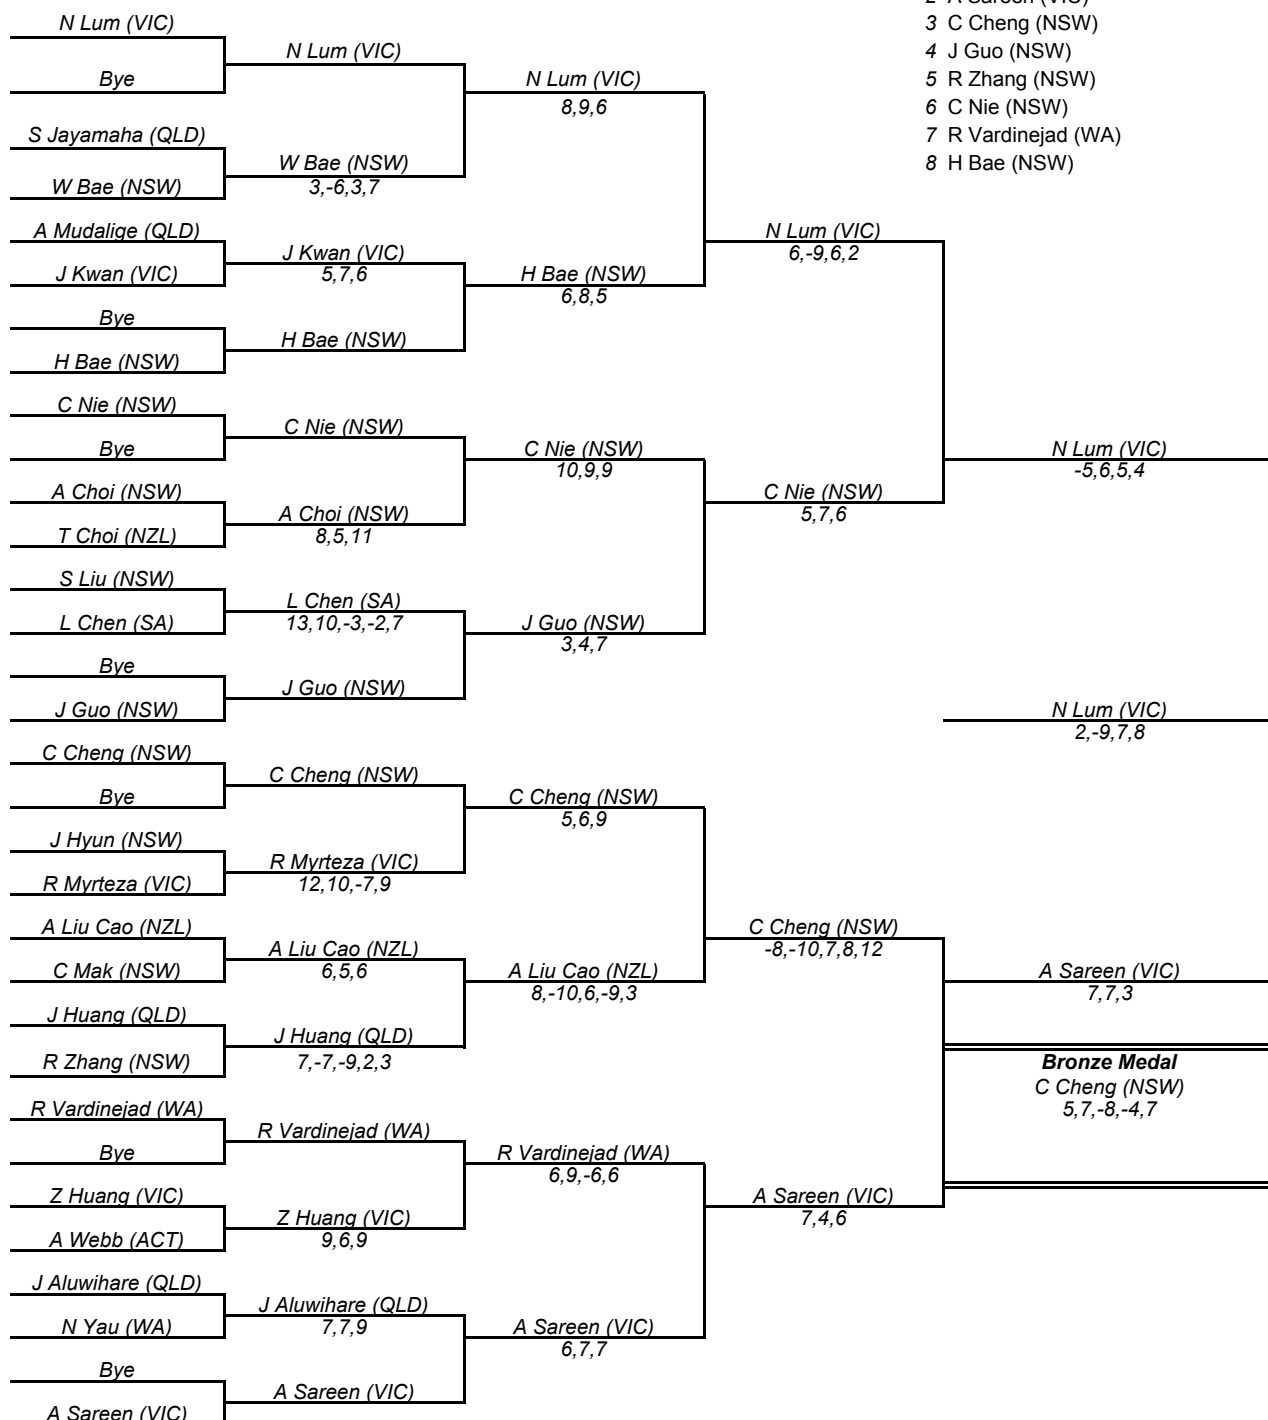 2 A Sareen (VIC)
3 C Cheng (NSW)
4 J Guo (NSW)
5 R Zhang (NSW)
6 C Nie (NSW)
7 R Vardinejad (WA)
8 H Bae (NSW)
N Lum (VIC)
Bye
S Jayamaha (QLD)
W Bae (NSW)
A Mudalige (QLD)
J Kwan (VIC)
Bye
H Bae (NSW)
C Nie (NSW)
Bye
A Choi (NSW)
T Choi (NZL)
S Liu (NSW)
L Chen (SA)
Bye
J Guo (NSW)
C Cheng (NSW)
Bye
J Hyun (NSW)
R Myrteza (VIC)
A Liu Cao (NZL)
C Mak (NSW)
J Huang (QLD)
R Zhang (NSW)
R Vardinejad (WA)
Bye
Z Huang (VIC)
A Webb (ACT)
J Aluwihare (QLD)
N Yau (WA)
Bye
A Sareen (VIC)
N Lum (VIC)
W Bae (NSW)
3,-6,3,7
J Kwan (VIC)
5,7,6
H Bae (NSW)
C Nie (NSW)
A Choi (NSW)
8,5,11
L Chen (SA)
13,10,-3,-2,7
J Guo (NSW)
C Cheng (NSW)
R Myrteza (VIC)
12,10,-7,9
A Liu Cao (NZL)
6,5,6
J Huang (QLD)
7,-7,-9,2,3
R Vardinejad (WA)
Z Huang (VIC)
9,6,9
J Aluwihare (QLD)
7,7,9
A Sareen (VIC)
N Lum (VIC)
8,9,6
H Bae (NSW)
6,8,5
C Nie (NSW)
10,9,9
J Guo (NSW)
3,4,7
C Cheng (NSW)
5,6,9
A Liu Cao (NZL)
8,-10,6,-9,3
R Vardinejad (WA)
6,9,-6,6
A Sareen (VIC)
6,7,7
N Lum (VIC)
6,-9,6,2
C Nie (NSW)
5,7,6
C Cheng (NSW)
-8,-10,7,8,12
A Sareen (VIC)
7,4,6
N Lum (VIC)
-5,6,5,4
N Lum (VIC)
2,-9,7,8
A Sareen (VIC)
7,7,3
Bronze Medal
C Cheng (NSW)
5,7,-8,-4,7